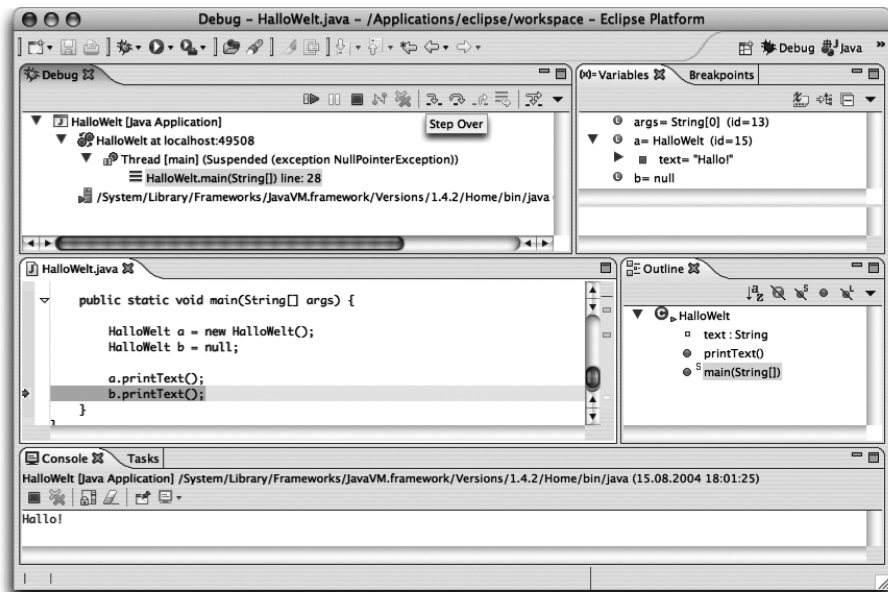 Debug – HalloWelt.java – /Applications/eclipse/workspace – Eclipse Platform
Debug Java »
Debug
HalloWelt [Java Application]
HalloWelt at localhost:49508
Thread [main] (Suspended (exception NullPointerException))
HalloWelt.main(String[]) line: 28
/System/Library/Frameworks/JavaVM.framework/Versions/1.4.2/Home/bin/java
Step Over
(x)= Variables Breakpoints
args= String[0] (id=13)
a= HalloWelt (id=15)
text= "Hallo!"
b= null
HalloWelt.java
public static void main(String[] args) {
HalloWelt a = new HalloWelt();
HalloWelt b = null;
a.printText();
b.printText();
}
Outline
HalloWelt
text : String
printText()
S main(String[])
Console Tasks
HalloWelt [Java Application] /System/Library/Frameworks/JavaVM.framework/Versions/1.4.2/Home/bin/java (15.08.2004 18:01:25)
Hallo!